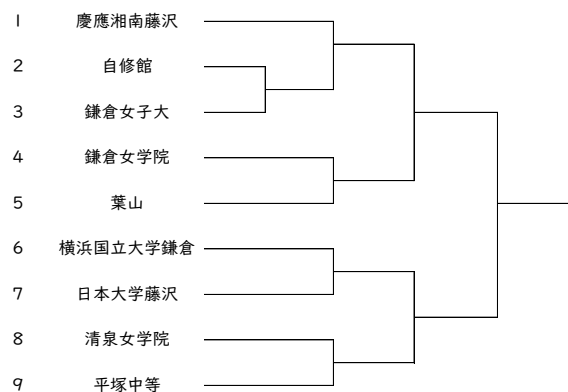 1 慶應湘南藤沢
2 自修館
3 鎌倉女子大
4 鎌倉女学院
5 葉山
6 横浜国立大学鎌倉
7 日本大学藤沢
8 清泉女学院
9 平塚中等